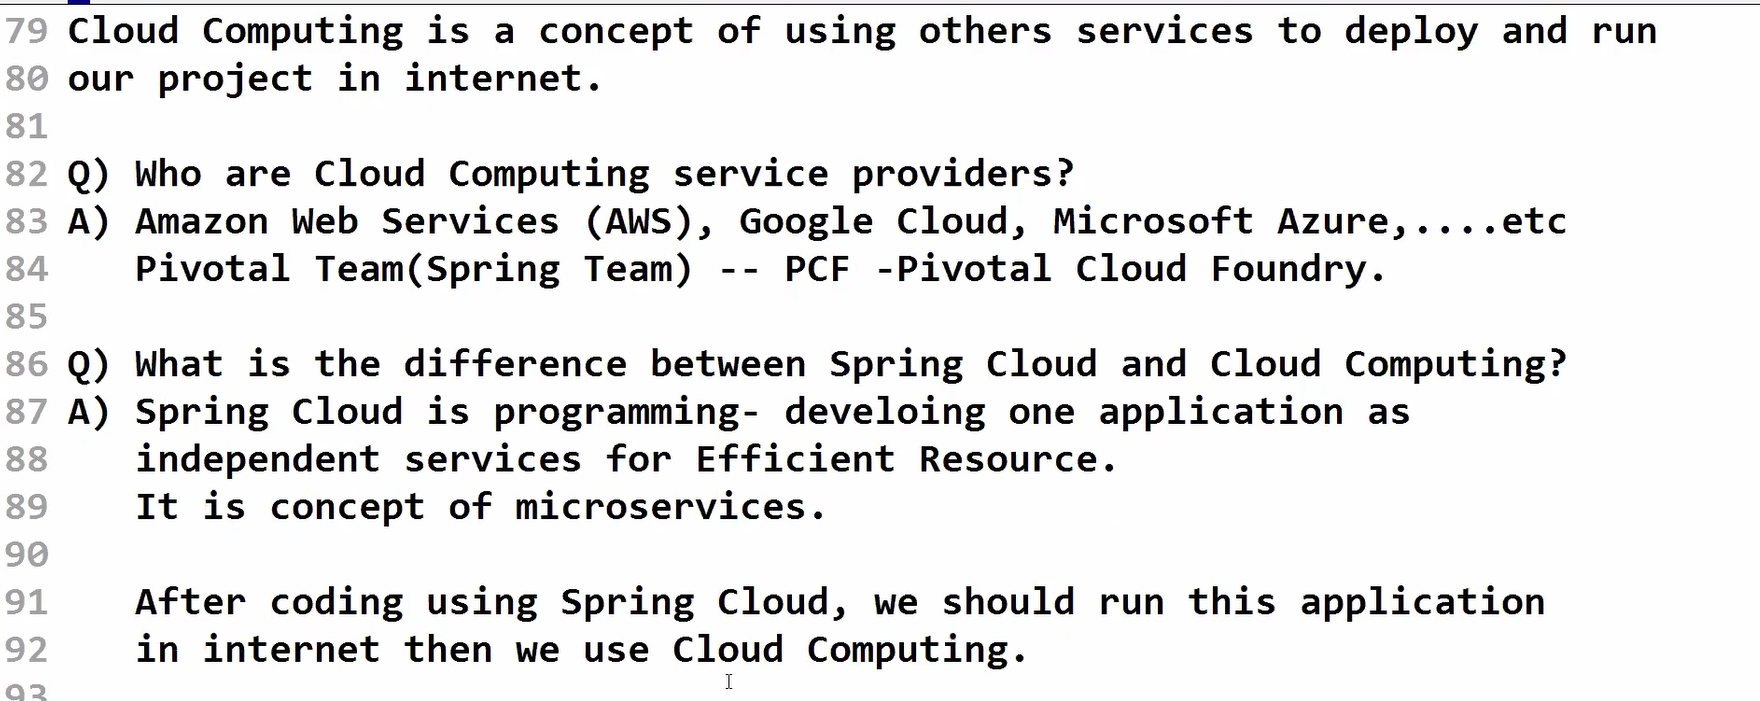 79 Cloud Computing is a concept of using others services to deploy and run
80 our project in internet.
81
82 Q) Who are Cloud Computing service providers?
83 A) Amazon Web Services (AWS), Google Cloud, Microsoft Azure,....etc
84 Pivotal Team(Spring Team) -- PCF -Pivotal Cloud Foundry.
85
86 Q) What is the difference between Spring Cloud and Cloud Computing?
87 A) Spring Cloud is programming- develoing one application as
88 independent services for Efficient Resource.
89 It is concept of microservices.
90
91 After coding using Spring Cloud, we should run this application
92 in internet then we use Cloud Computing.
93